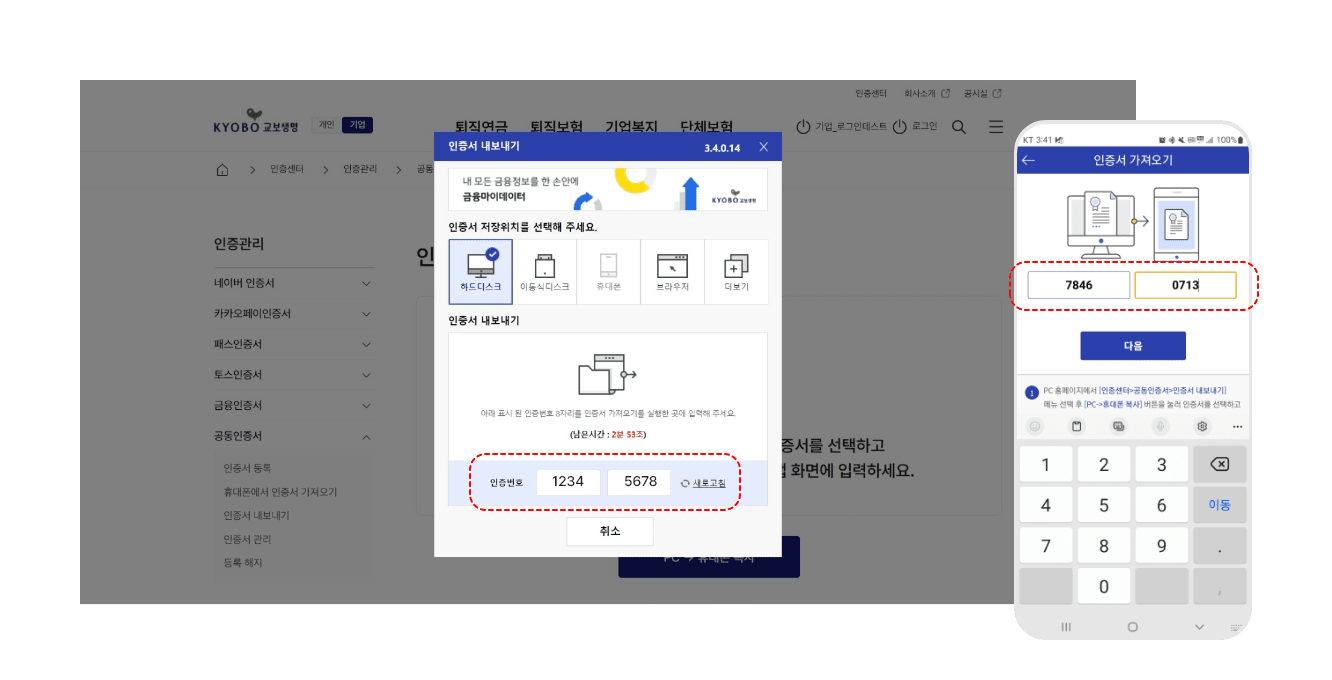 인증센터 회사소개 공시실
KYOBO 교보생명 개인 기업
퇴직연금 퇴직보험 기업복지 단체보험
기업_로그인테스트 로그인
인증센터 > 인증관리 > 공동
인증관리
네이버 인증서
카카오페이인증서
패스인증서
토스인증서
금융인증서
공동인증서
인증서 등록
휴대폰에서 인증서 가져오기
인증서 내보내기
인증서 관리
등록 해지
인
증서를 선택하고
화면에 입력하세요.
인증서 내보내기 3.4.0.14
내 모든 금융정보를 한 손안에
금융마이데이터
KYOBO 교보생명
인증서 저장위치를 선택해 주세요.
하드디스크 이동식디스크 휴대폰 브라우저 더보기
인증서 내보내기
아래 표시 된 인증번호 8자리를 인증서 가져오기를 실행한 곳에 입력해 주세요.
(남은시간 : 2분 53초)
인증번호 1234 5678 새로고침
취소
PC -> 휴대폰 복사
KT 3:41 100%
인증서 가져오기
7846 0713
다음
1 PC 홈페이지에서 [인증센터>공동인증서>인증서 내보내기]
메뉴 선택 후 [PC->휴대폰 복사] 버튼을 눌러 인증서를 선택하고
1 2 3
4 5 6 이동
7 8 9 .
0 ,